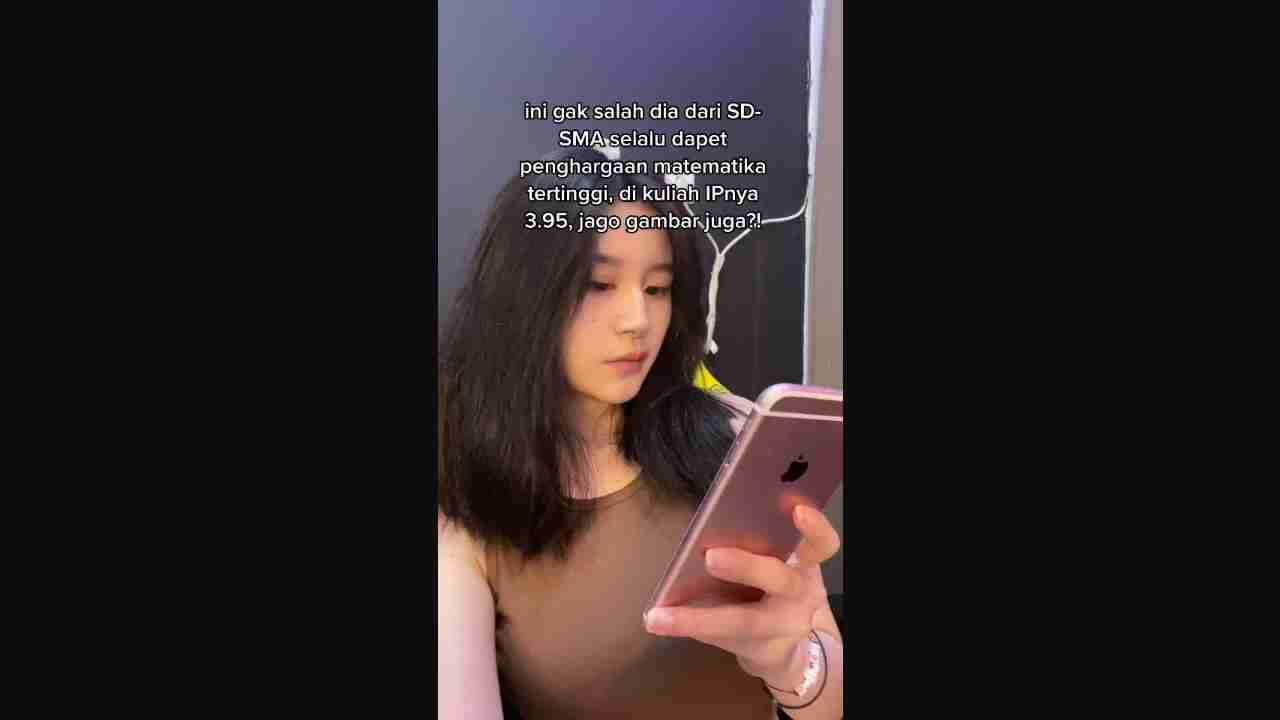 ini gak salah dia dari SD-
SMA selalu dapet
penghargaan matematika
tertinggi, di kuliah IPnya
3.95, jago gambar juga?!